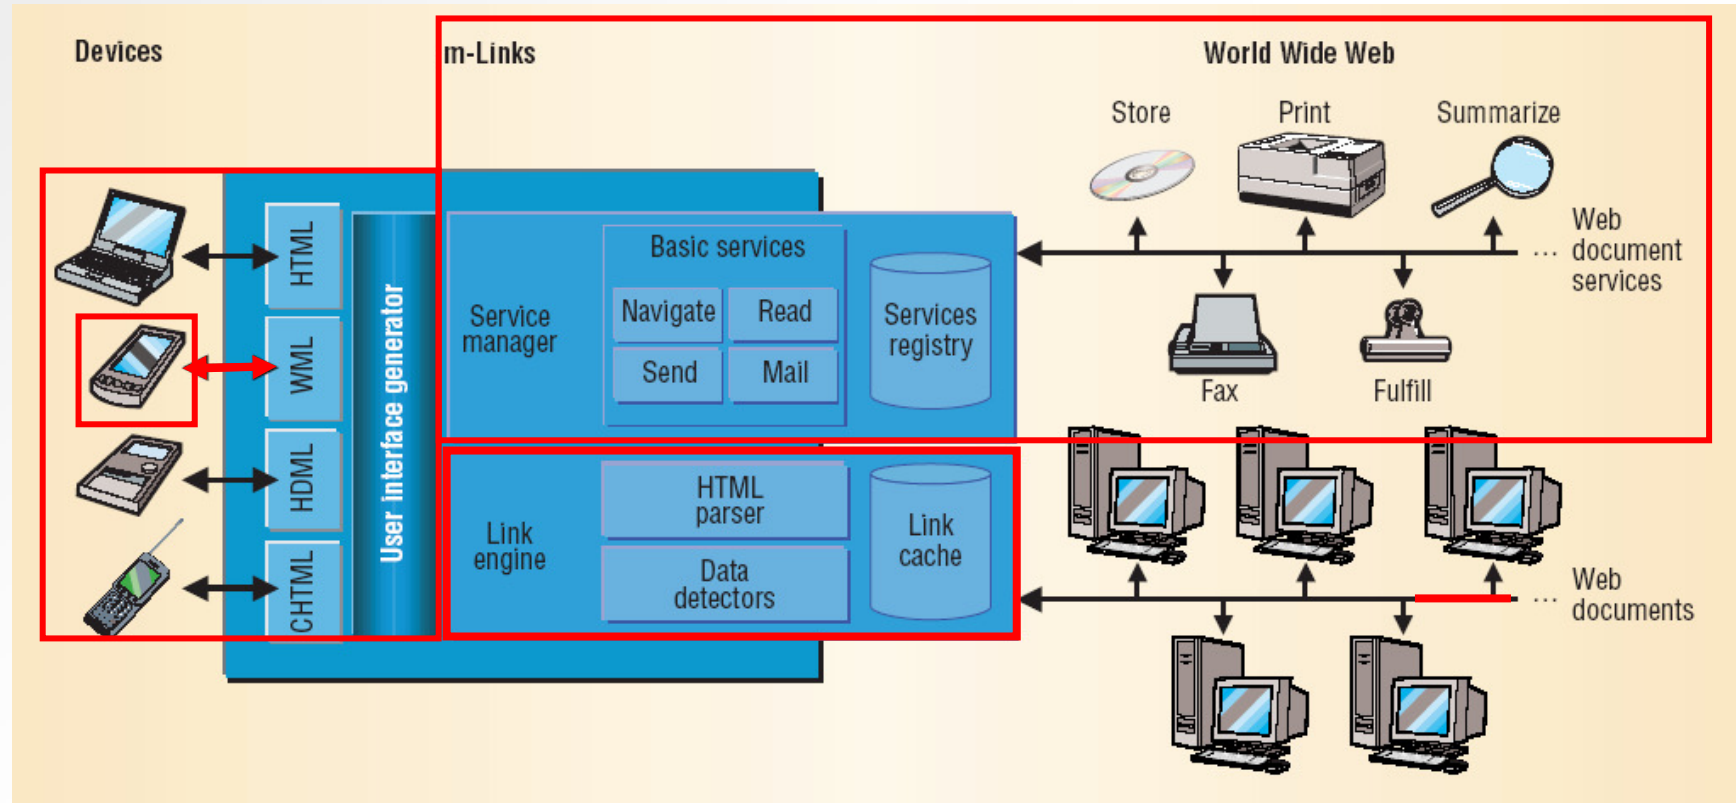 Devices
m-Links
World Wide Web
Store
Print
Summarize
HTML
WML
HDML
CHTML
User interface generator
Service
manager
Basic services
Navigate
Read
Send
Mail
Services
registry
...
Web
document
services
Fax
Fulfill
Link
engine
HTML
parser
Data
detectors
Link
cache
...
Web
documents